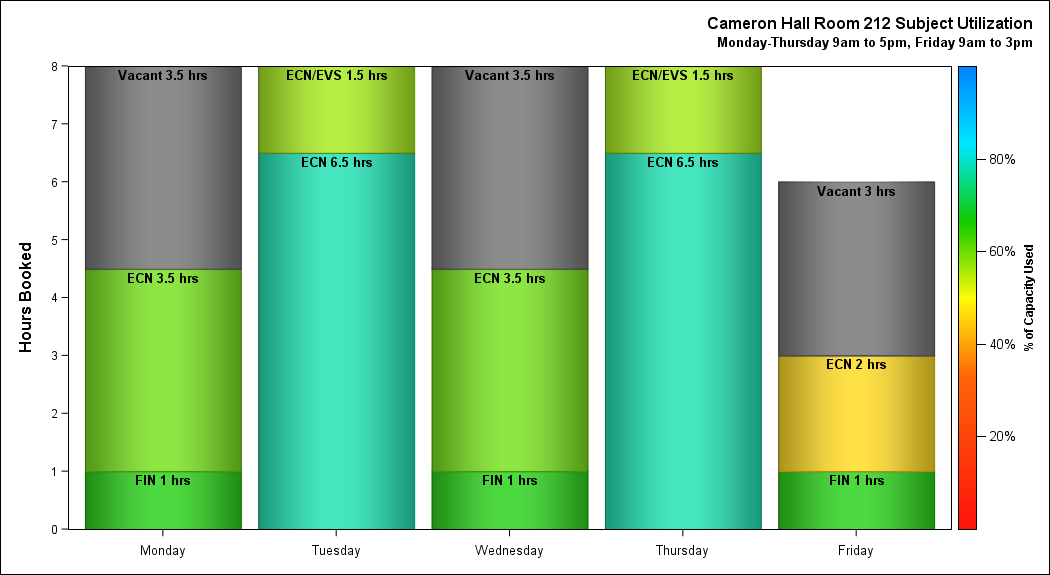 Cameron Hall Room 212 Subject Utilization
Monday-Thursday 9am to 5pm, Friday 9am to 3pm
Hours Booked
8
7
6
5
4
3
2
1
0
Vacant 3.5 hrs
ECN 3.5 hrs
FIN 1 hrs
ECN/EVS 1.5 hrs
ECN 6.5 hrs
Vacant 3.5 hrs
ECN 3.5 hrs
FIN 1 hrs
ECN/EVS 1.5 hrs
ECN 6.5 hrs
Vacant 3 hrs
ECN 2 hrs
FIN 1 hrs
Monday
Tuesday
Wednesday
Thursday
Friday
80%
60%
40%
20%
% of Capacity Used